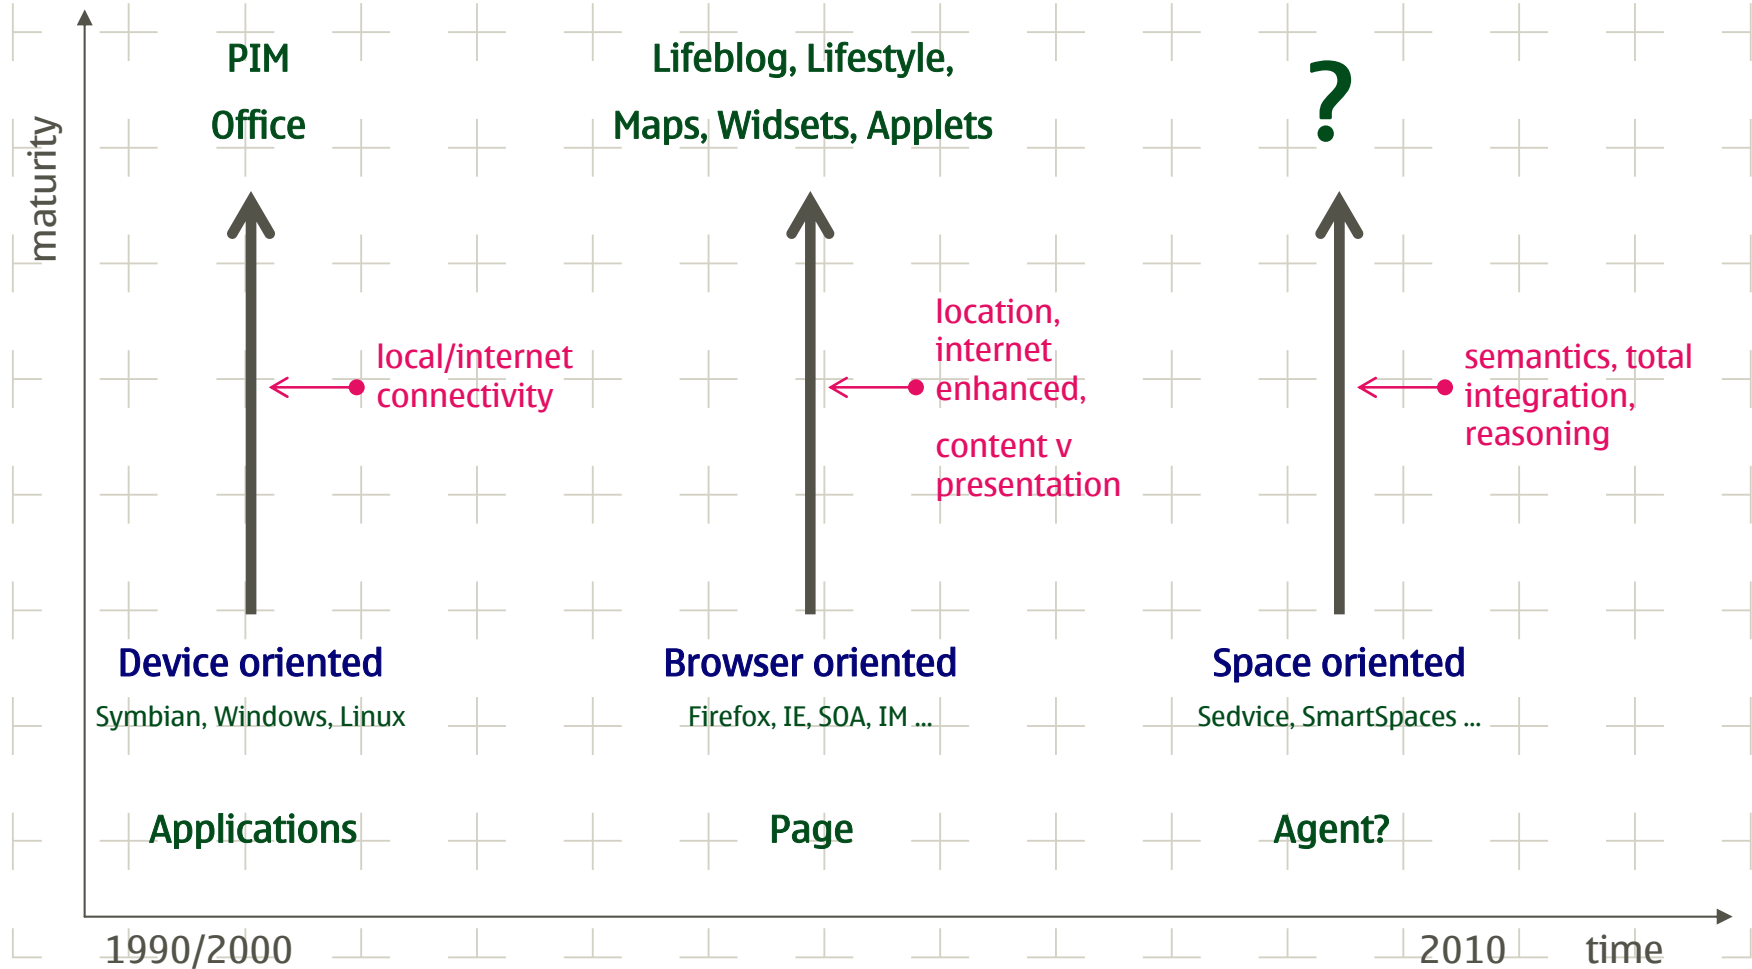 maturity
PIM
Office
local/internet
connectivity
Device oriented
Symbian, Windows, Linux
Applications
Lifeblog, Lifestyle,
Maps, Widsets, Applets
location,
internet
enhanced,
content v
presentation
Browser oriented
Firefox, IE, SOA, IM ...
Page
?
semantics, total
integration,
reasoning
Space oriented
Sedvice, SmartSpaces ...
Agent?
1990/2000
2010
time